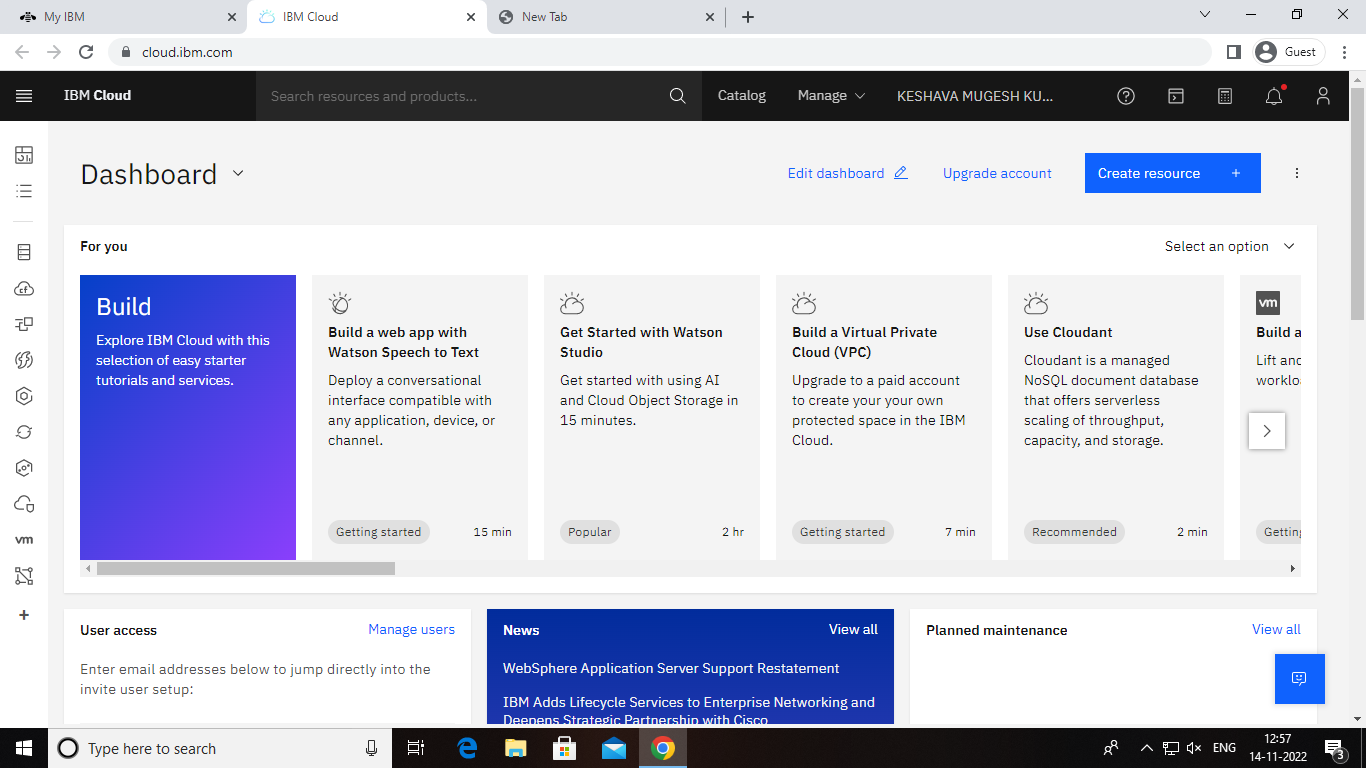 My IBM
IBM Cloud
New Tab
cloud.ibm.com
Guest
IBM Cloud
Search resources and products...
Catalog
Manage
KESHAVA MUGESH KU...
Dashboard
Edit dashboard
Upgrade account
Create resource +
For you
Select an option
Build
Explore IBM Cloud with this
selection of easy starter
tutorials and services.
Build a web app with
Watson Speech to Text
Deploy a conversational
interface compatible with
any application, device, or
channel.
Getting started
15 min
Get Started with Watson
Studio
Get started with using AI
and Cloud Object Storage in
15 minutes.
Popular
2 hr
Build a Virtual Private
Cloud (VPC)
Upgrade to a paid account
to create your your own
protected space in the IBM
Cloud.
Getting started
7 min
Use Cloudant
Cloudant is a managed
NoSQL document database
that offers serverless
scaling of throughput,
capacity, and storage.
Recommended
2 min
vm
Build a
Lift and
workloa
Getting
cf
vm
User access
Manage users
Enter email addresses below to jump directly into the
invite user setup:
News
View all
WebSphere Application Server Support Restatement
IBM Adds Lifecycle Services to Enterprise Networking and
Deepens Strategic Partnership with Cisco
Planned maintenance
View all
Type here to search
ENG
12:57
14-11-2022
3